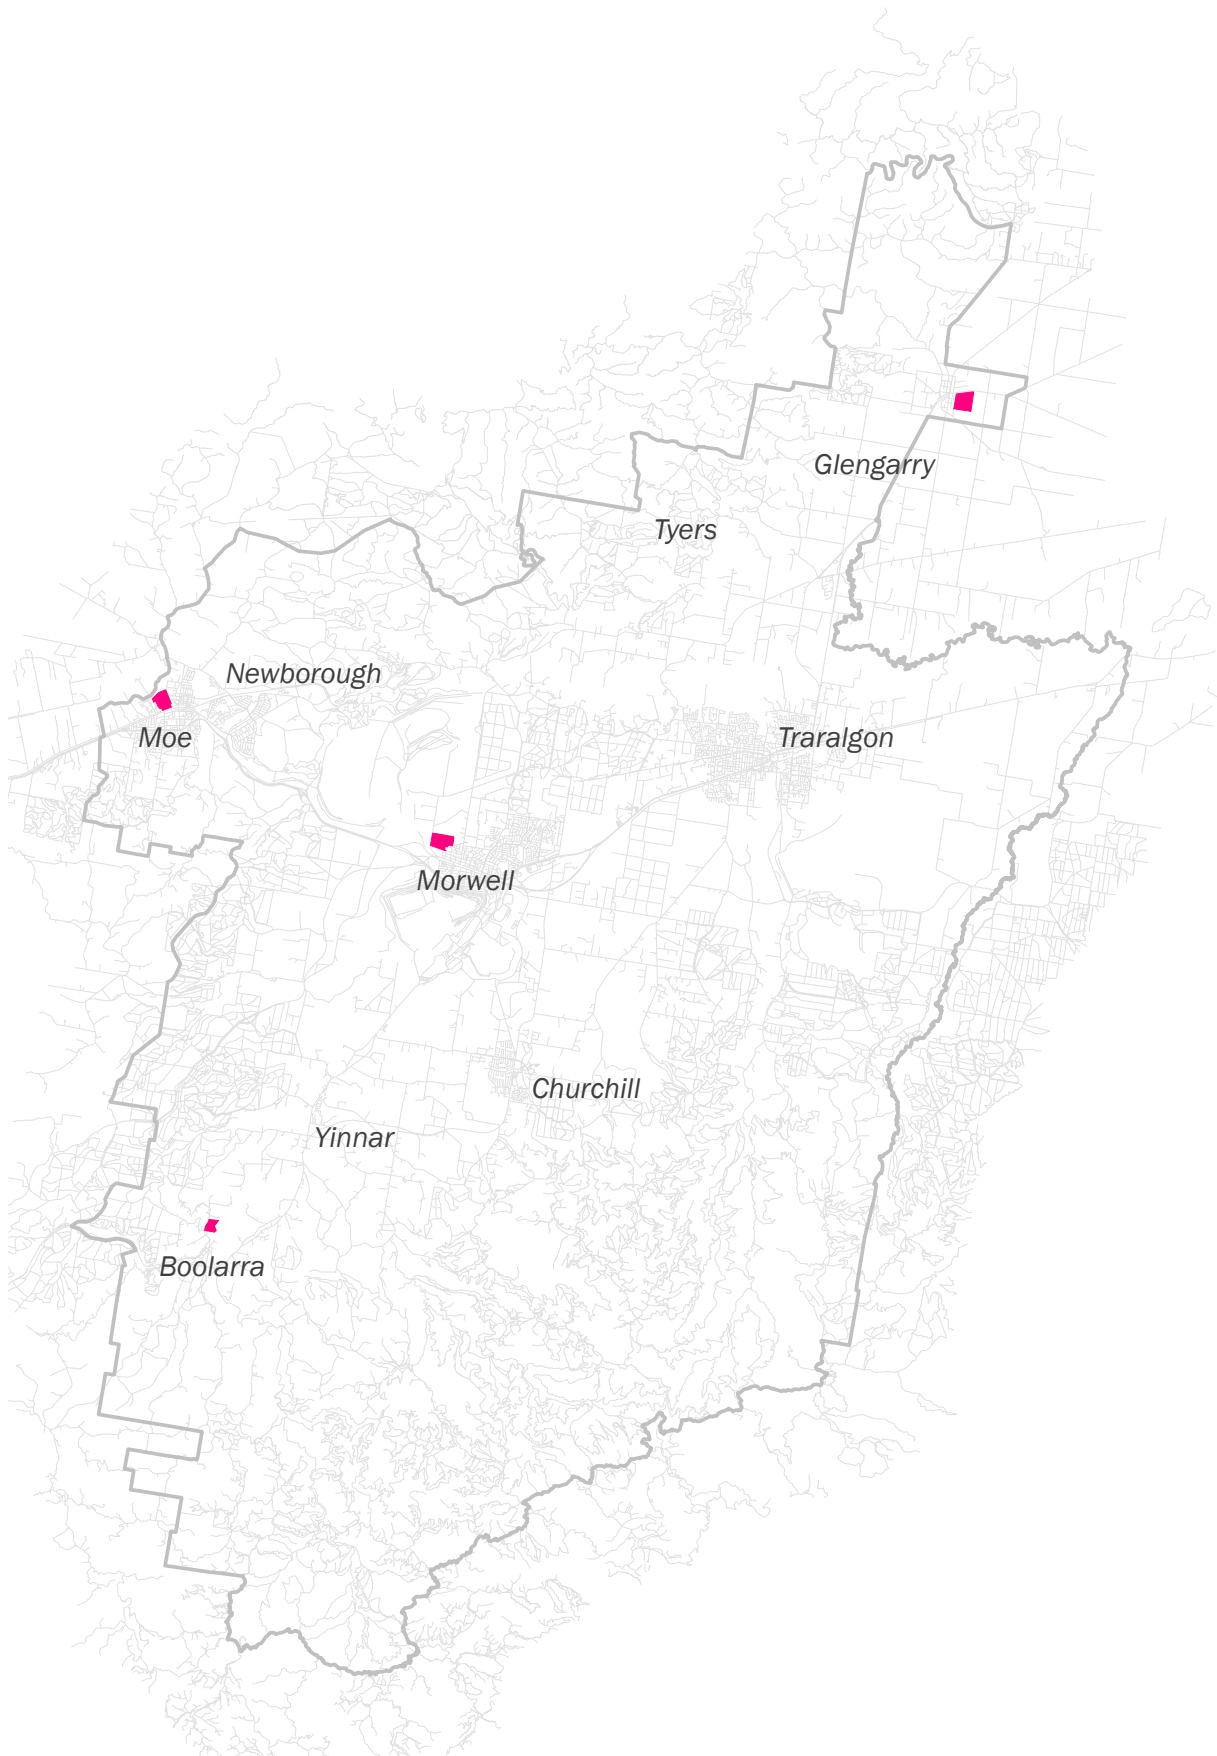 Glengarry
Tyers
Newborough
Moe
Traralgon
Morwell
Churchill
Yinnar
Boolarra